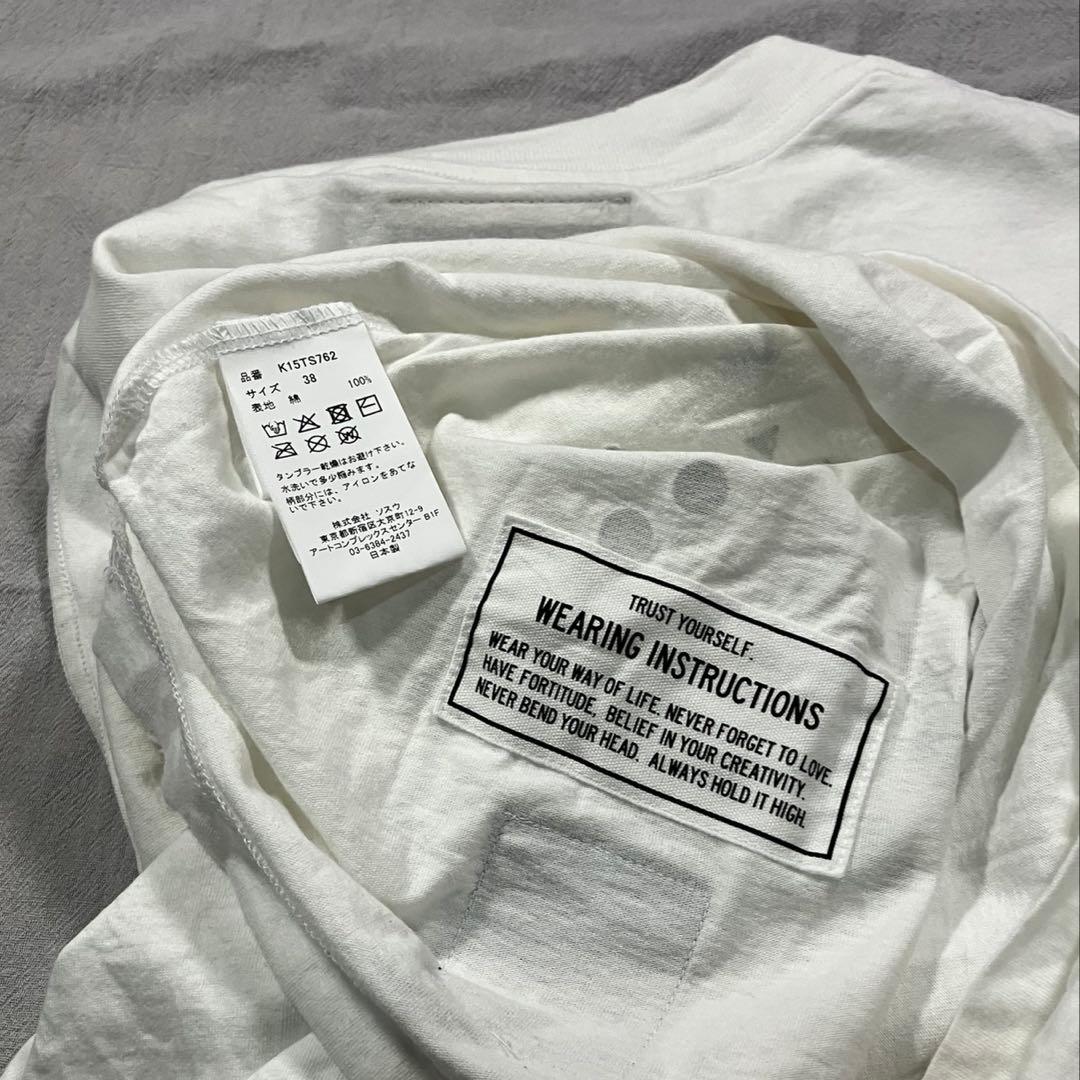 品番 K15TS762
サイズ 38
表地 綿 100%
タンブラー乾燥はお避け下さい。
水洗いで多少縮みます。
柄部分には、アイロンをあてな
いで下さい。
株式会社 ソスウ
東京都新宿区大京町12-9
アートコンプレックスセンター B1F
03-6384-2437
日本製
TRUST YOURSELF.
WEARING INSTRUCTIONS
WEAR YOUR WAY OF LIFE. NEVER FORGET TO LOVE.
HAVE FORTITUDE. BELIEF IN YOUR CREATIVITY.
NEVER BEND YOUR HEAD. ALWAYS HOLD IT HIGH.